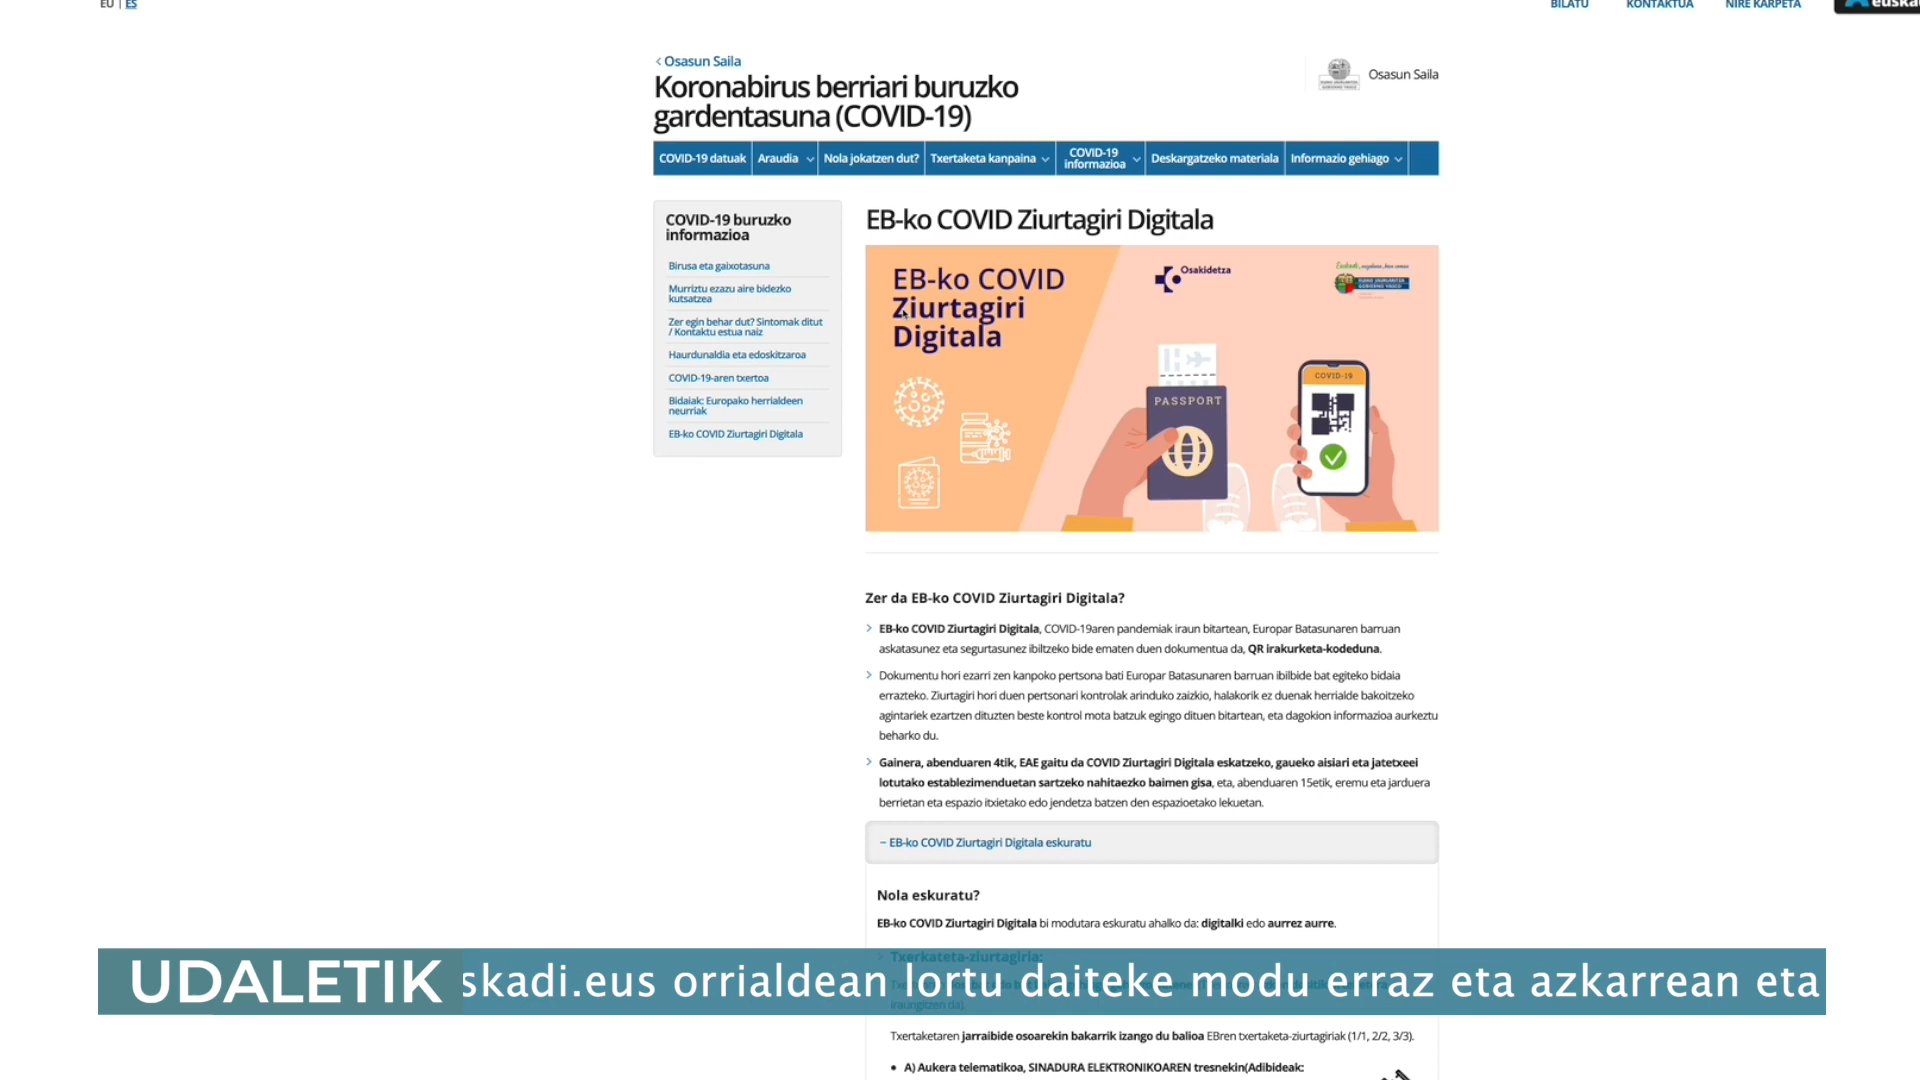 EU | ES
BILATU
KONTAKTUA
NIRE KARPETA
< Osasun Saila
Koronabirus berriari buruzko
gardentasuna (COVID-19)
Osasun Saila
COVID-19 datuak
Araudia
Nola jokatzen dut?
Txertaketa kanpaina
COVID-19
informazioa
Deskargatzeko materiala
Informazio gehiago
COVID-19 buruzko
informazioa
Birusa eta gaixotasuna
Murriztu ezazu aire bidezko
kutsatzea
Zer egin behar dut? Sintomak ditut
/ Kontaktu estua naiz
Haurdunaldia eta edoskitzaroa
COVID-19-aren txertoa
Bidaiak: Europako herrialdeen
neurriak
EB-ko COVID Ziurtagiri Digitala
EB-ko COVID Ziurtagiri Digitala
EB-ko COVID
Ziurtagiri
Digitala
Osakidetza
EUSKO JAURLARITZA
GOBIERNO VASCO
PASSPORT
COVID-19
Zer da EB-ko COVID Ziurtagiri Digitala?
EB-ko COVID Ziurtagiri Digitala, COVID-19aren pandemiak iraun bitartean, Europar Batasunaren barruan
askatasunez eta segurtasunez ibiltzeko bide ematen duen dokumentua da, QR irakurketa-kodeduna.
Dokumentu hori ezarri zen kanpoko pertsona bati Europar Batasunaren barruan ibilbide bat egiteko bidaia
errazteko. Ziurtagiri hori duen pertsonari kontrolak arinduko zaizkio, halakorik ez duenak herrialde bakoitzeko
agintariek ezartzen dituzten beste kontrol mota batzuk egingo dituen bitartean, eta dagokion informazioa aurkeztu
beharko du.
Gainera, abenduaren 4tik, EAE gaitu da COVID Ziurtagiri Digitala eskatzeko, gaueko aisiari eta jatetxeei
lotutako establezimenduetan sartzeko nahitaezko baimen gisa, eta, abenduaren 15etik, eremu eta jarduera
berrietan eta espazio itxietako edo jendetza batzen den espazioetako lekuetan.
− EB-ko COVID Ziurtagiri Digitala eskuratu
Nola eskuratu?
EB-ko COVID Ziurtagiri Digitala bi modutara eskuratu ahalko da: digitalki edo aurrez aurre.
Txerkateta-ziurtagiria:
UDALETIK
skadi.eus orrialdean lortu daiteke modu erraz eta azkarrean eta
iraungitzen da).
Txertaketaren jarraibide osoarekin bakarrik izango du balioa EBren txertaketa-ziurtagiriak (1/1, 2/2, 3/3).
• A) Aukera telematikoa, SINADURA ELEKTRONIKOAREN tresnekin(Adibideak: